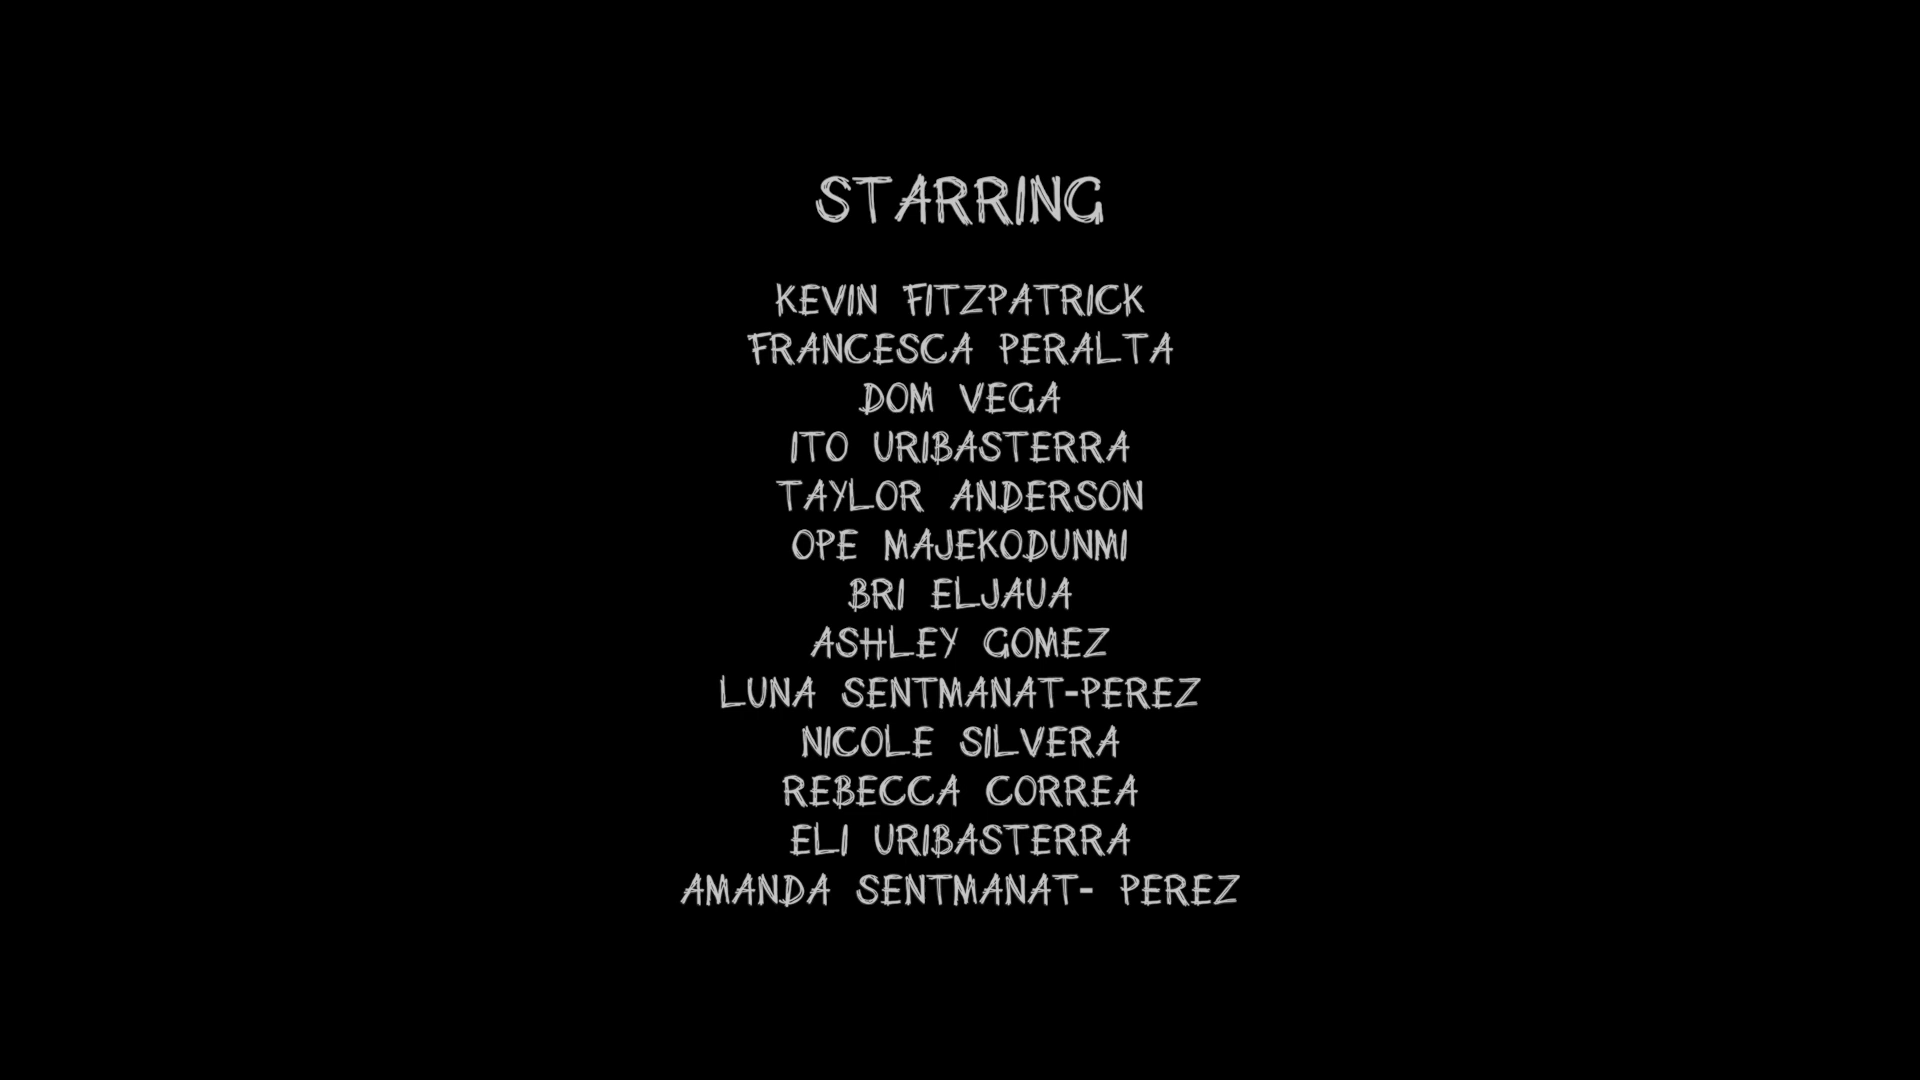 STARRING
KEVIN FITZPATRICK
FRANCESCA PERALTA
DOM VEGA
ITO URIBASTERRA
TAYLOR ANDERSON
OPE MAJEKODUNMI
BRI ELJAUA
ASHLEY GOMEZ
LUNA SENTMANAT-PEREZ
NICOLE SILVERA
REBECCA CORREA
ELI URIBASTERRA
AMANDA SENTMANAT- PEREZ